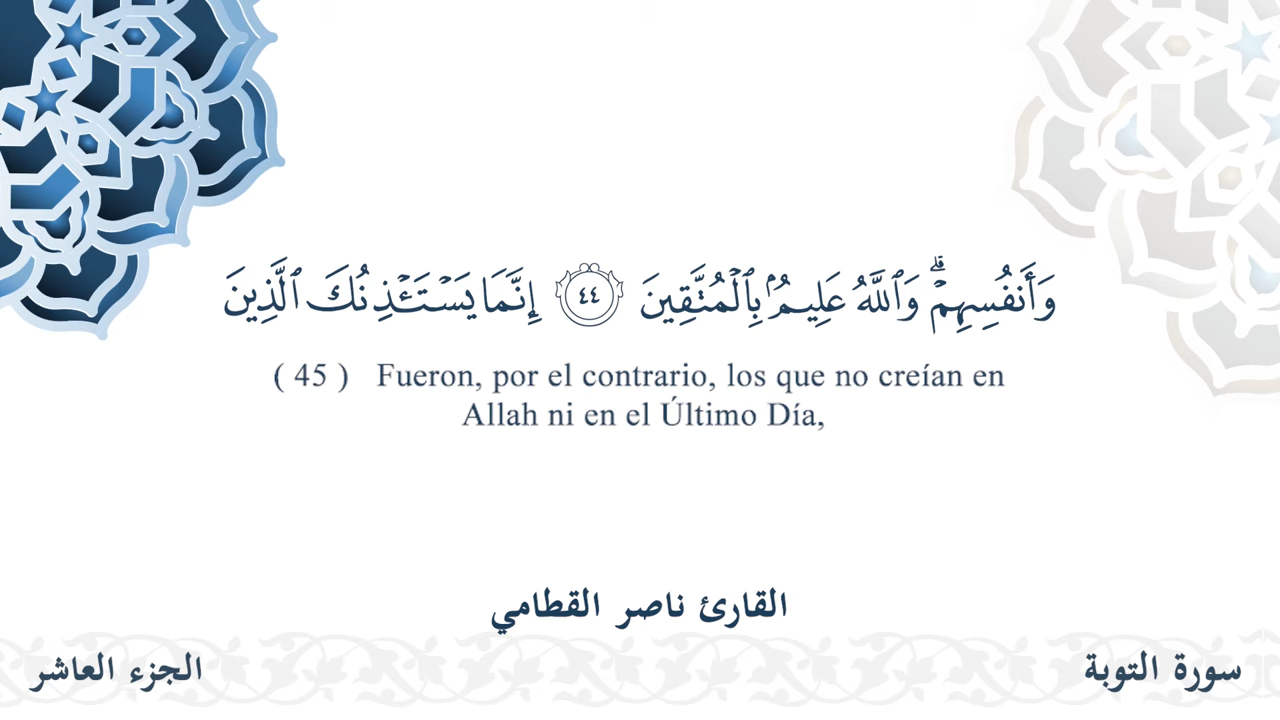 وَأَنفُسِهِمْۗ وَٱللَّهُ عَلِيمُۢ بِٱلْمُتَّقِينَ ٤٤ إِنَّمَا يَسْتَـْٔذِنُكَ ٱلَّذِينَ
( 45 ) Fueron, por el contrario, los que no creían en
Allah ni en el Último Día,
القارئ ناصر القطامي
سورة التوبة
الجزء العاشر